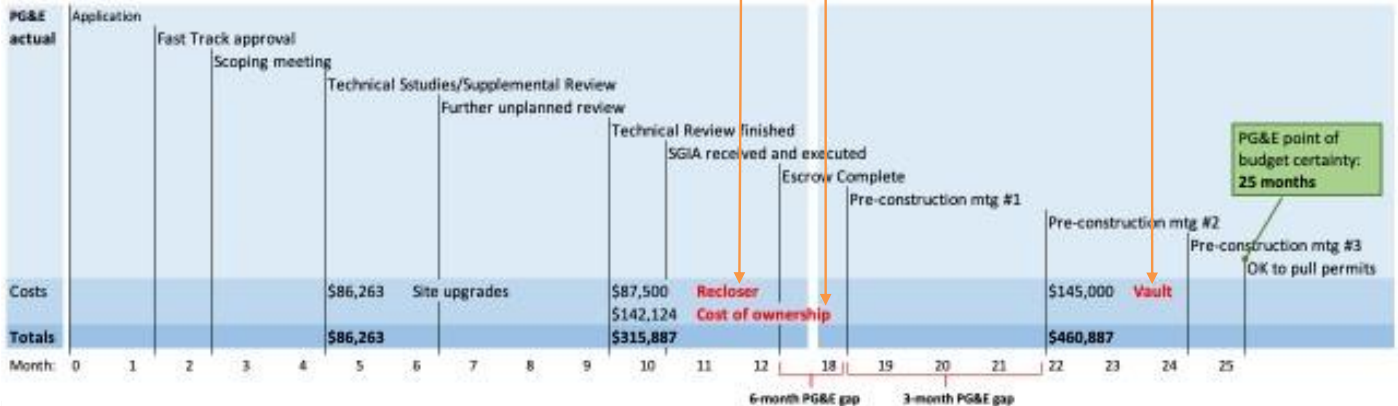 PG&E actual
Application
Fast Track approval
Scoping meeting
Technical Sstudies/Supplemental Review
Further unplanned review
Technical Review finished
SGIA received and executed
Escrow Complete
Pre-construction mtg #1
Pre-construction mtg #2
Pre-construction mtg #3
OK to pull permits
PG&E point of
budget certainty:
25 months
Costs $86,263 Site upgrades $87,500 Recloser $145,000 Vault
$142,124 Cost of ownership
Totals $86,263 $315,887 $460,887
Month: 0 1 2 3 4 5 6 7 8 9 10 11 12 18 19 20 21 22 23 24 25
6-month PG&E gap 3-month PG&E gap